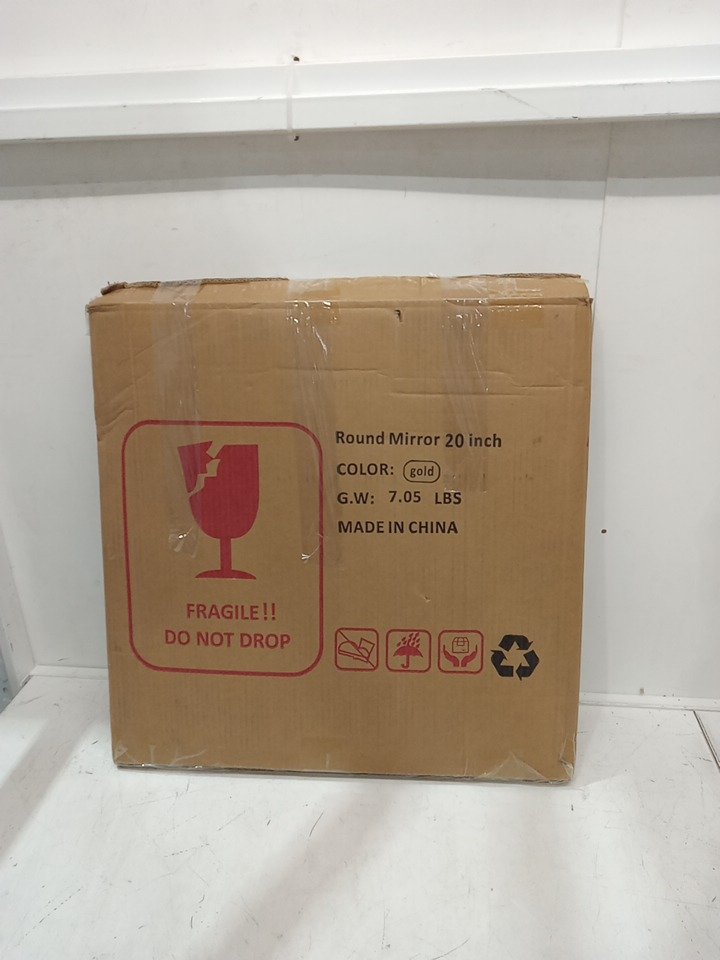 Round Mirror 20 inch
COLOR: gold
G.W: 7.05 LBS
MADE IN CHINA
FRAGILE!!
DO NOT DROP